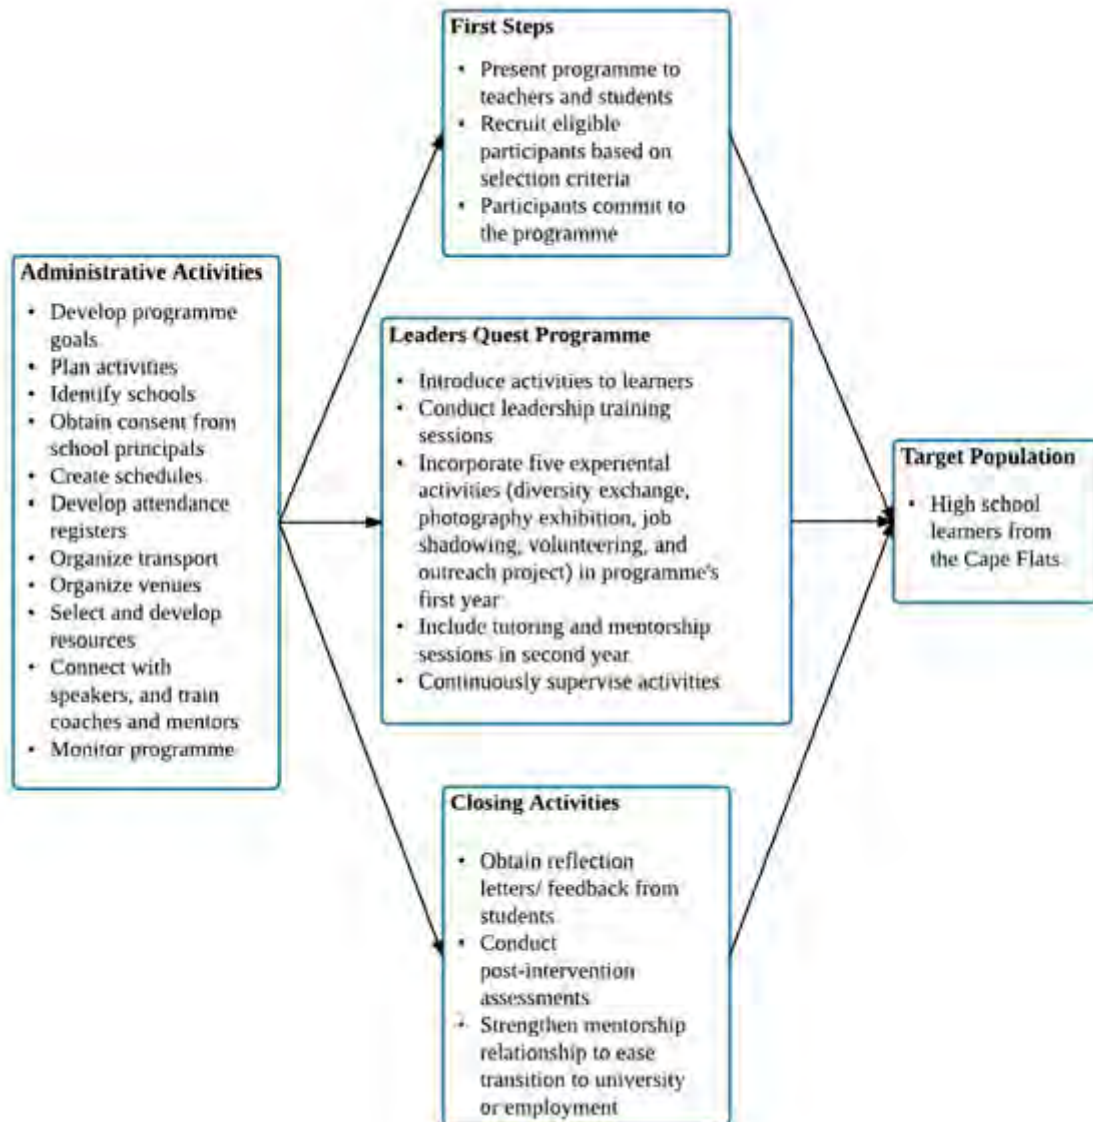 First Steps
• Present programme to
teachers and students
• Recruit eligible
participants based on
selection criteria
• Participants commit to
the programme
Administrative Activities
• Develop programme
goals
• Plan activities
• Identify schools
• Obtain consent from
school principals
• Create schedules
• Develop attendance
registers
• Organize transport
• Organize venues
• Select and develop
resources
• Connect with
speakers, and train
coaches and mentors
• Monitor programme
Leaders Quest Programme
• Introduce activities to learners
• Conduct leadership training
sessions
• Incorporate five experiental
activities (diversity exchange,
photography exhibition, job
shadowing, volunteering, and
outreach project) in programme's
first year
• Include tutoring and mentorship
sessions in second year
• Continuously supervise activities
Target Population
• High school
learners from
the Cape Flats
Closing Activities
• Obtain reflection
letters/ feedback from
students
• Conduct
post-intervention
assessments
• Strengthen mentorship
relationship to ease
transition to university
or employment